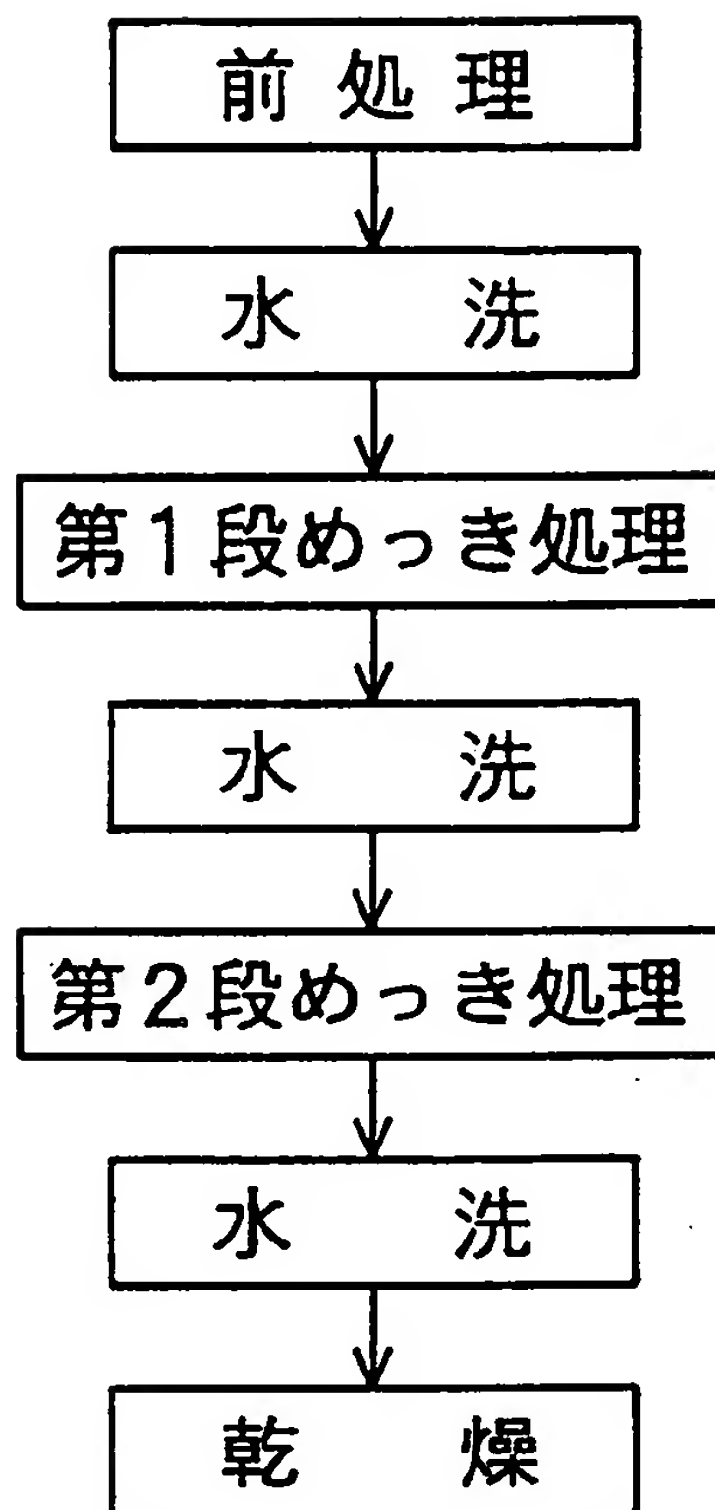 前処理
水洗
第1段めっき処理
水洗
第2段めっき処理
水洗
乾燥